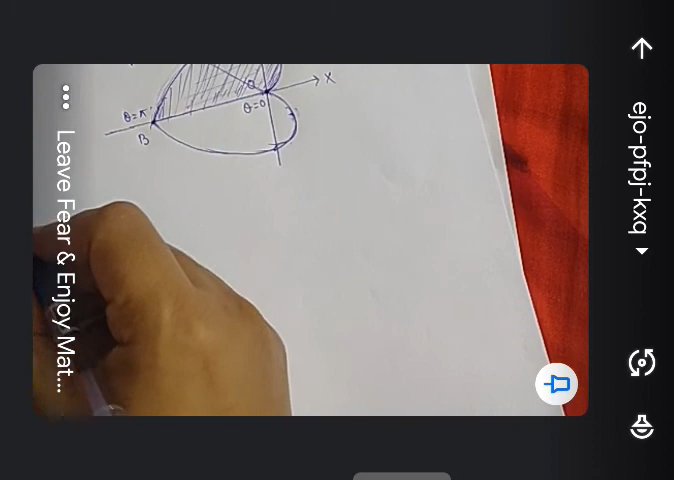 X
θ=π
θ=0
B
Leave Fear & Enjoy Mat...
ejo-pfpj-kxq